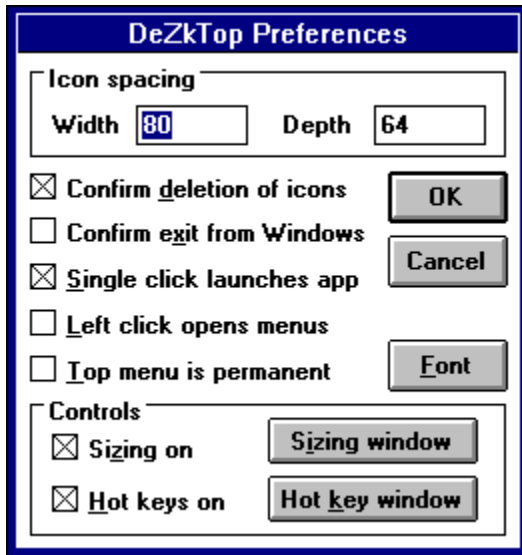 DeZkTop Preferences
Icon spacing
Width 80 Depth 64
Confirm deletion of icons
OK
Confirm exit from Windows
Cancel
Single click launches app
Left click opens menus
Top menu is permanent
Font
Controls
Sizing on
Sizing window
Hot keys on
Hot key window